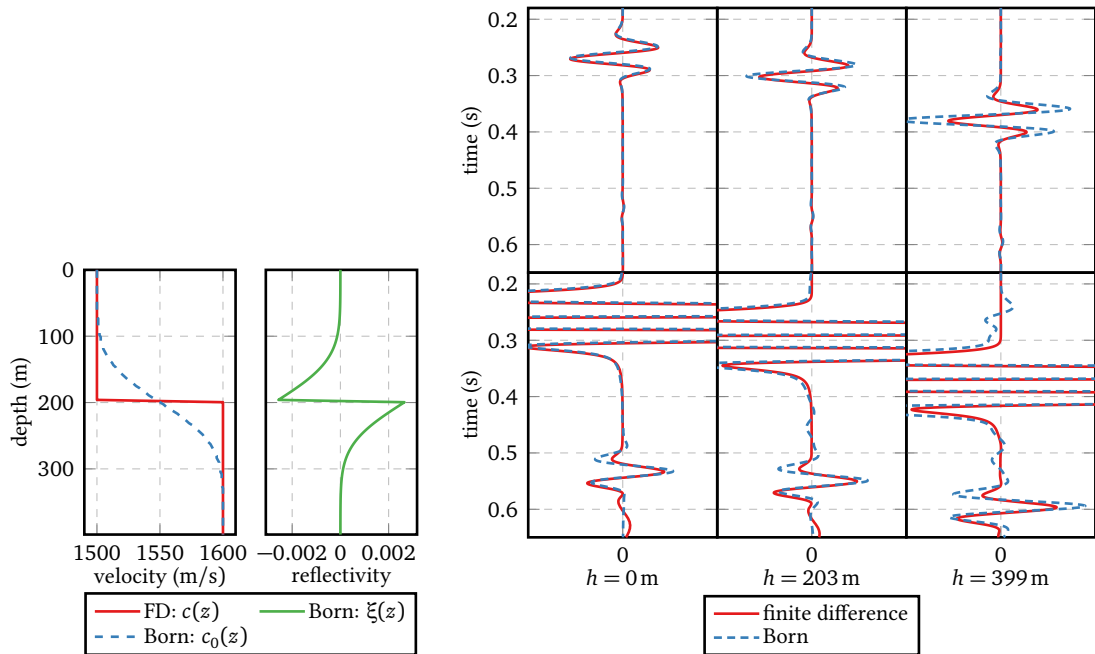 0.2
0.3
0.4
0.5
0.6
time (s)
0.2
0.3
0.4
0.5
0.6
time (s)
0
h = 0 m
0
h = 203 m
0
h = 399 m
finite difference
Born
0
100
200
300
depth (m)
1500
1550
1600
velocity (m/s)
−0.002
0
0.002
reflectivity
FD: c(z)
Born: c₀(z)
Born: ξ(z)